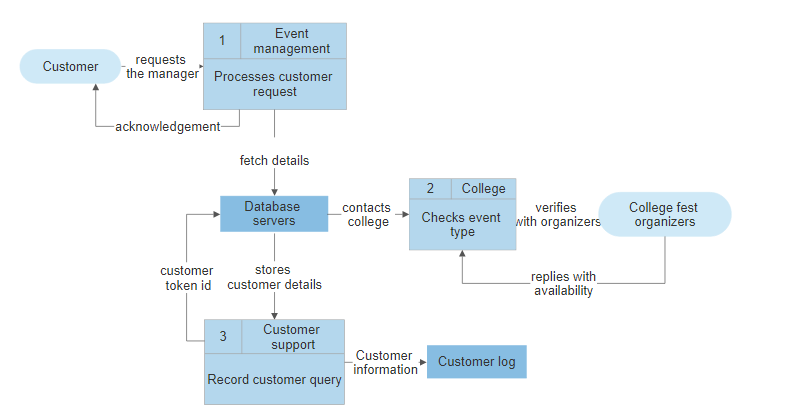 Customer
requests
the manager
1
Event
management
Processes customer
request
acknowledgement
fetch details
Database
servers
contacts
college
2
College
Checks event
type
verifies
with organizers
College fest
organizers
replies with
availability
customer
token id
stores
customer details
3
Customer
support
Record customer query
Customer
information
Customer log